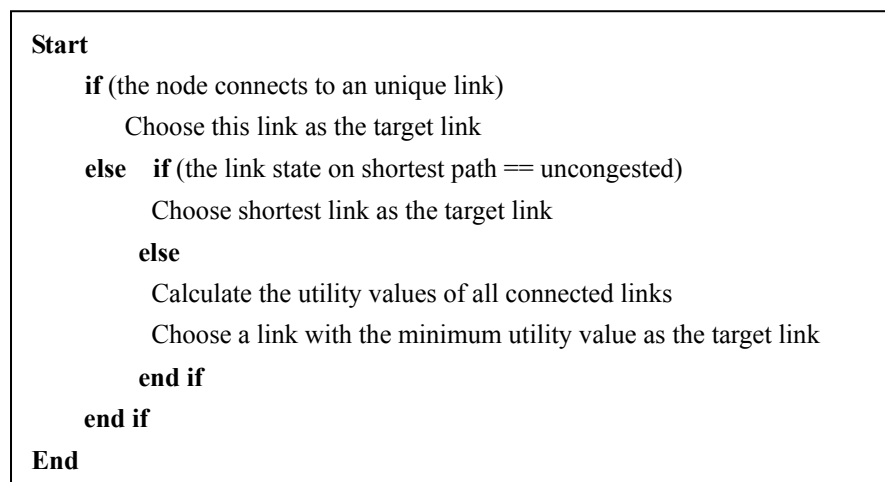 Start
if (the node connects to an unique link)
Choose this link as the target link
else if (the link state on shortest path == uncongested)
Choose shortest link as the target link
else
Calculate the utility values of all connected links
Choose a link with the minimum utility value as the target link
end if
end if
End